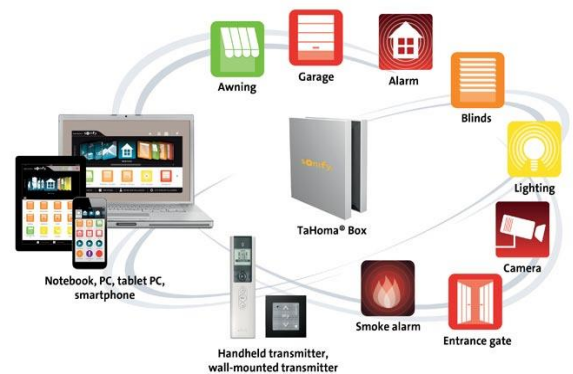 Awning
Garage
Alarm
Blinds
Lighting
Camera
Entrance gate
Smoke alarm
somfy
TaHoma® Box
Notebook, PC, tablet PC,
smartphone
Handheld transmitter,
wall-mounted transmitter